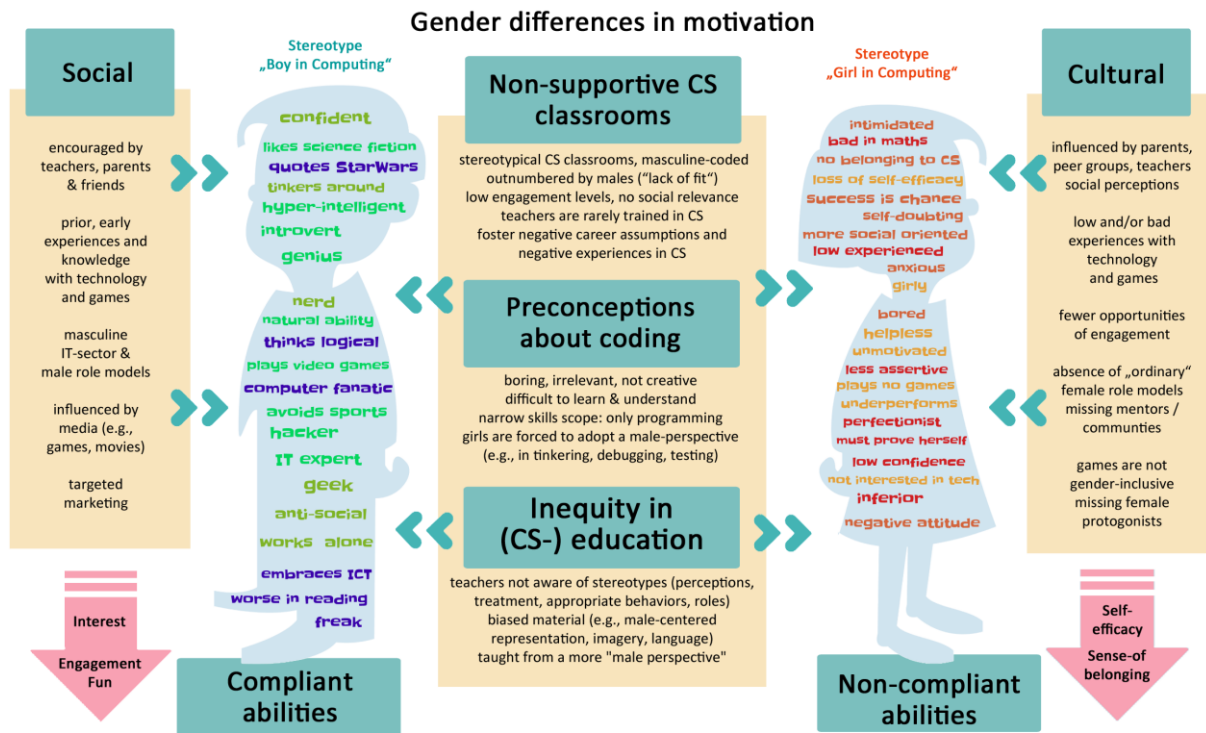 Gender differences in motivation
Social
encouraged by
teachers, parents
& friends
prior, early
experiences and
knowledge
with technology
and games
masculine
IT-sector &
male role models
influenced by
media (e.g.,
games, movies)
targeted
marketing
Interest
Engagement
Fun
Stereotype
„Boy in Computing“
confident
likes science fiction
quotes StarWars
tinkers around
hyper-intelligent
introvert
genius
nerd
natural ability
thinks logical
plays video games
computer fanatic
avoids sports
hacker
IT expert
geek
anti-social
works alone
embraces ICT
worse in reading
freak
Compliant
abilities
Non-supportive CS
classrooms
stereotypical CS classrooms, masculine-coded
outnumbered by males (“lack of fit“)
low engagement levels, no social relevance
teachers are rarely trained in CS
foster negative career assumptions and
negative experiences in CS
Preconceptions
about coding
boring, irrelevant, not creative
difficult to learn & understand
narrow skills scope: only programming
girls are forced to adopt a male-perspective
(e.g., in tinkering, debugging, testing)
Inequity in
(CS-) education
teachers not aware of stereotypes (perceptions,
treatment, appropriate behaviors, roles)
biased material (e.g., male-centered
representation, imagery, language)
taught from a more "male perspective"
Stereotype
„Girl in Computing“
intimidated
bad in maths
no belonging to CS
loss of self-efficacy
success is chance
self-doubting
more social oriented
low experienced
anxious
girly
bored
helpless
unmotivated
less assertive
plays no games
underperforms
perfectionist
must prove herself
low confidence
not interested in tech
inferior
negative attitude
Non-compliant
abilities
Cultural
influenced by parents,
peer groups, teachers
social perceptions
low and/or bad
experiences with
technology
and games
fewer opportunities
of engagement
absence of „ordinary“
female role models
missing mentors /
communties
games are not
gender-inclusive
missing female
protogonists
Self-
efficacy
Sense-of
belonging